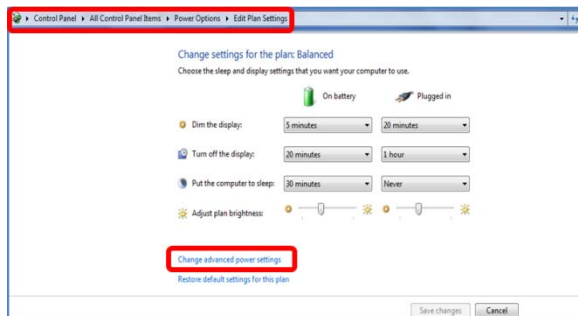 Control Panel ▸ All Control Panel Items ▸ Power Options ▸ Edit Plan Settings
Change settings for the plan: Balanced
Choose the sleep and display settings that you want your computer to use.
On battery Plugged in
Dim the display: 5 minutes 20 minutes
Turn off the display: 20 minutes 1 hour
Put the computer to sleep: 30 minutes Never
Adjust plan brightness:
Change advanced power settings
Restore default settings for this plan
Save changes Cancel